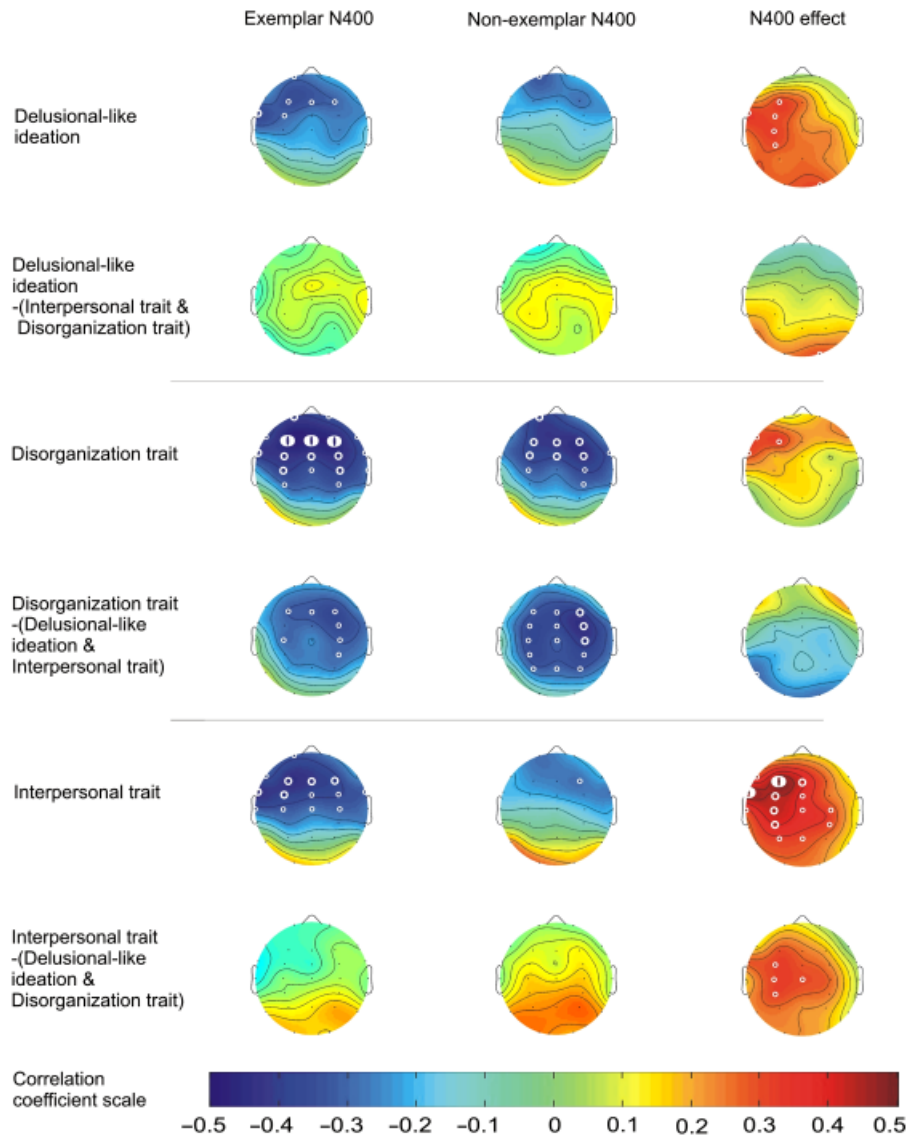 Exemplar N400 Non-exemplar N400 N400 effect
Delusional-like
ideation
Delusional-like
ideation
-(Interpersonal trait &
Disorganization trait)
Disorganization trait
Disorganization trait
-(Delusional-like
ideation &
Interpersonal trait)
Interpersonal trait
Interpersonal trait
-(Delusional-like
ideation &
Disorganization trait)
Correlation
coefficient scale
−0.5 −0.4 −0.3 −0.2 −0.1 0 0.1 0.2 0.3 0.4 0.5